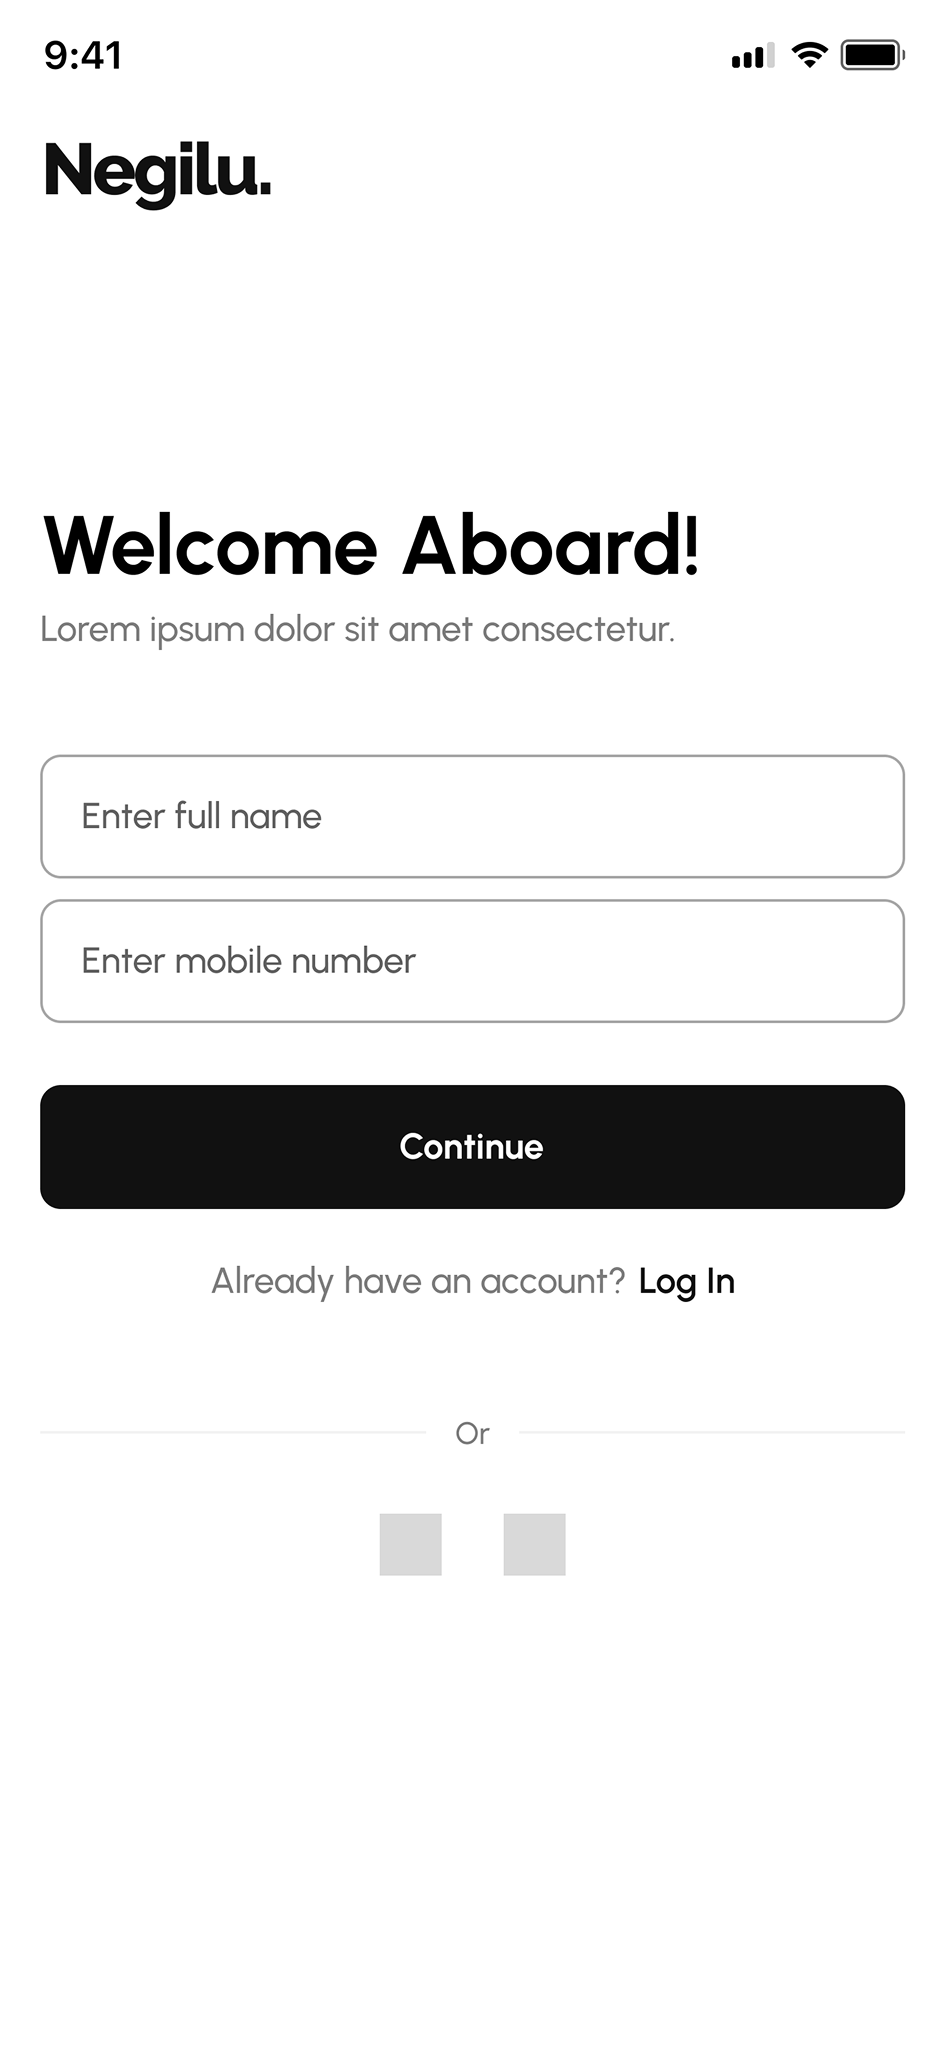 9:41
Negilu.
Welcome Aboard!
Lorem ipsum dolor sit amet consectetur.
Enter full name
Enter mobile number
Continue
Already have an account? Log In
Or